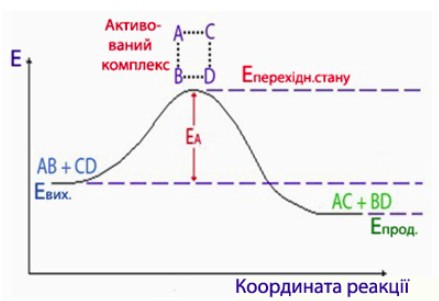 Активо-
ваний
комплекс
A C
B D
E
Eперехідн.стану
EA
AB + CD
Eвих.
AC + BD
Eпрод.
Координата реакції